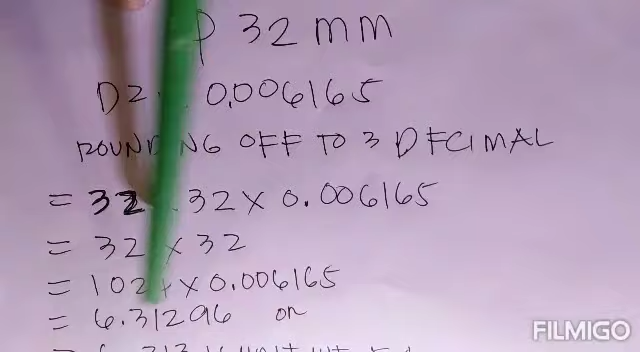 32 mm
D2 0.006165
ROUNDING OFF TO 3 DECIMAL
= 32 32 x 0.006165
= 32 x 32
= 1024 x 0.006165
= 6.31296 or
FILMIGO